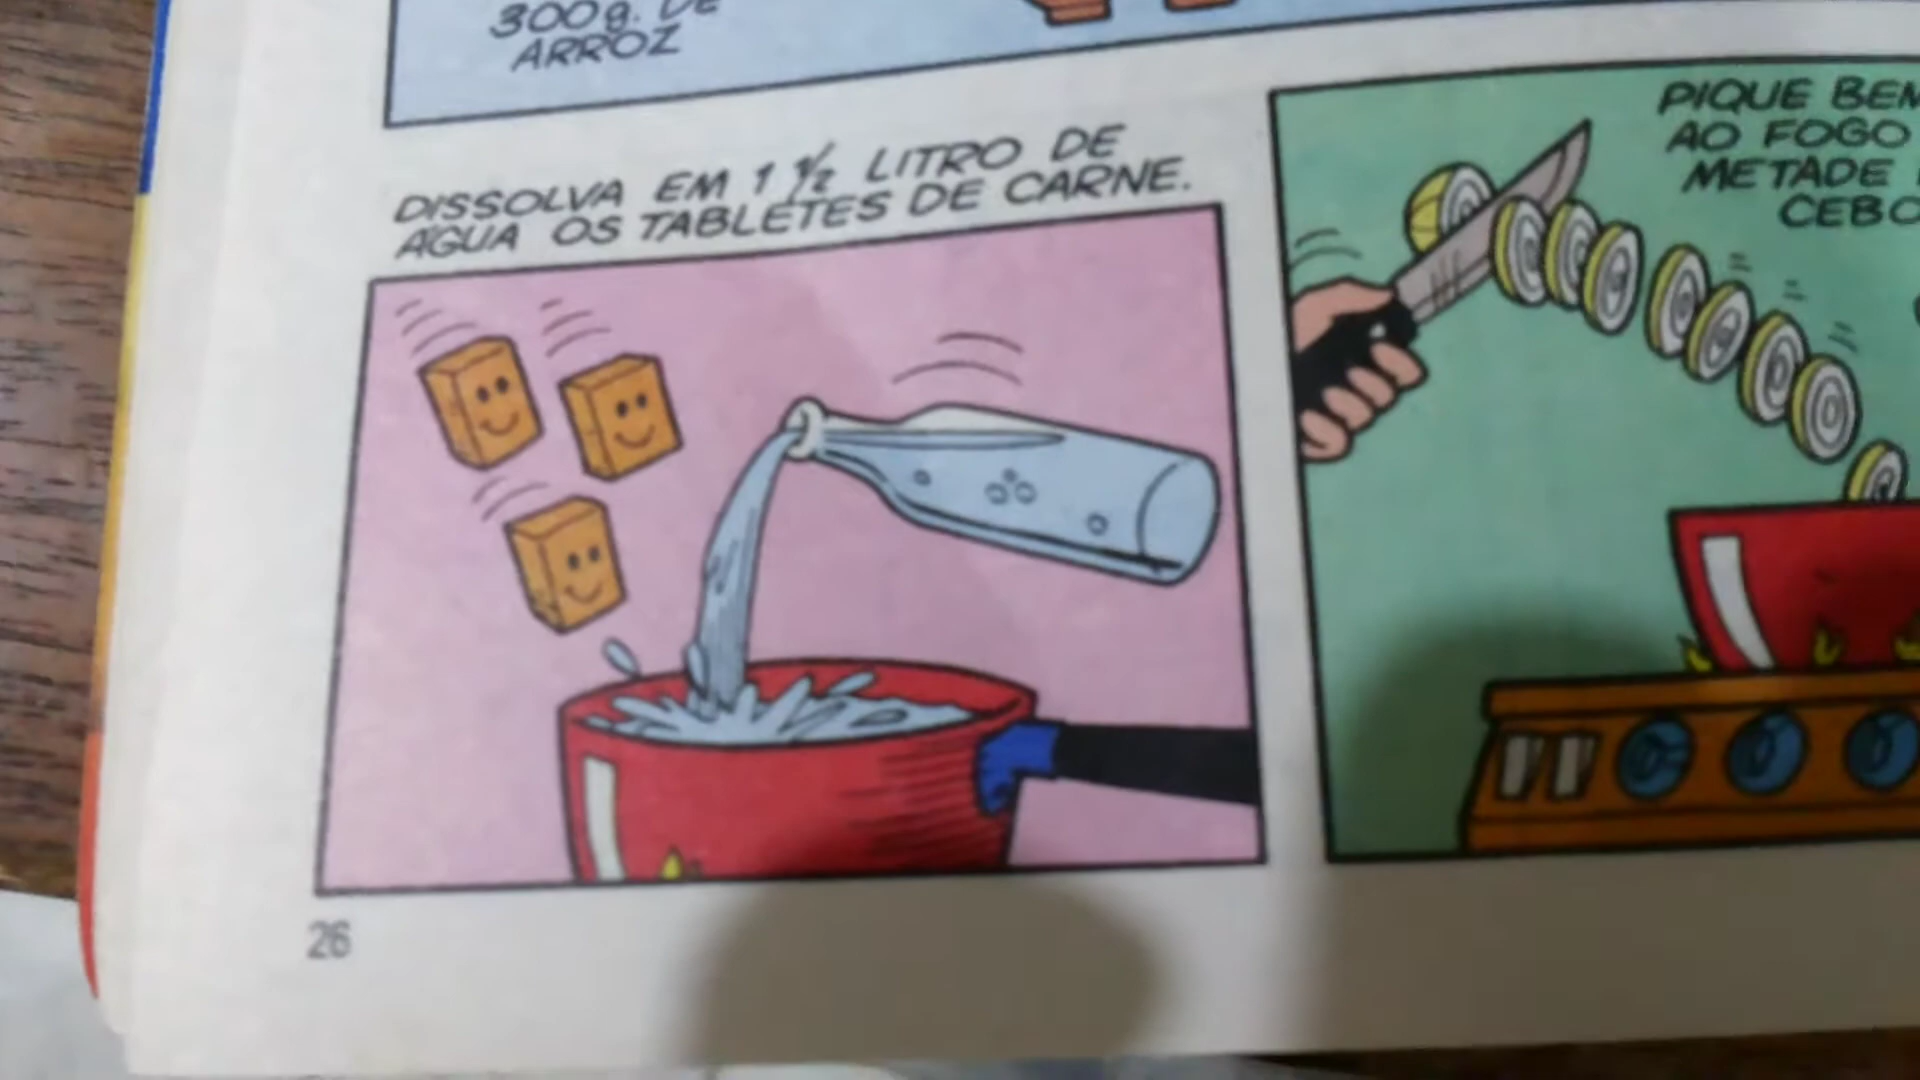 300g. DE
ARROZ
DISSOLVA EM 1 1/2 LITRO DE
ÁGUA OS TABLETES DE CARNE.
PIQUE BEM
AO FOGO
METADE
CEBO
26